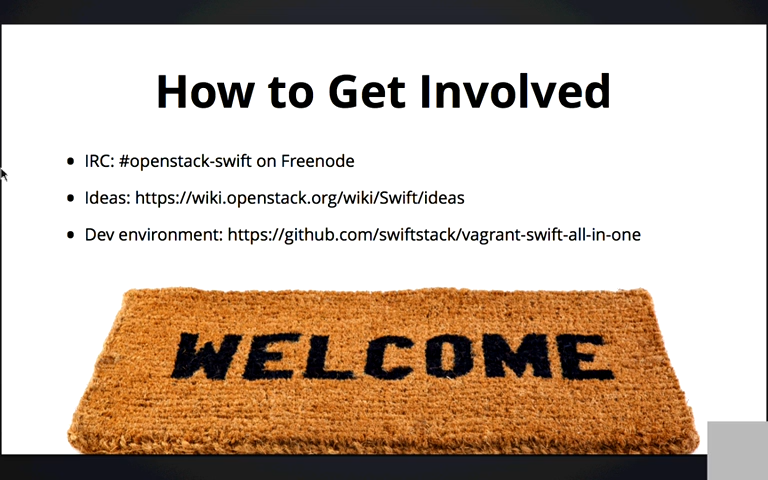 How to Get Involved
• IRC: #openstack-swift on Freenode
• Ideas: https://wiki.openstack.org/wiki/Swift/ideas
• Dev environment: https://github.com/swiftstack/vagrant-swift-all-in-one
WELCOME